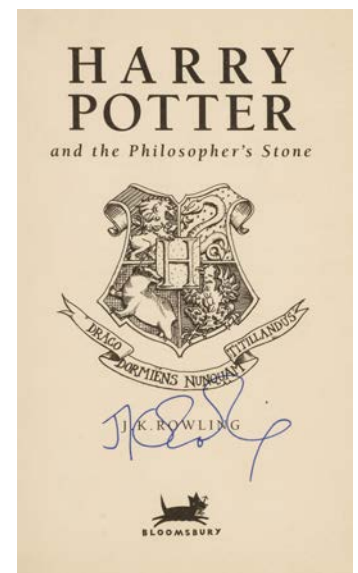 HARRY
POTTER
and the Philosopher's Stone
H
DRACO
DORMIENS NUNQUAM
TITILLANDUS
J.K.ROWLING
BLOOMSBURY